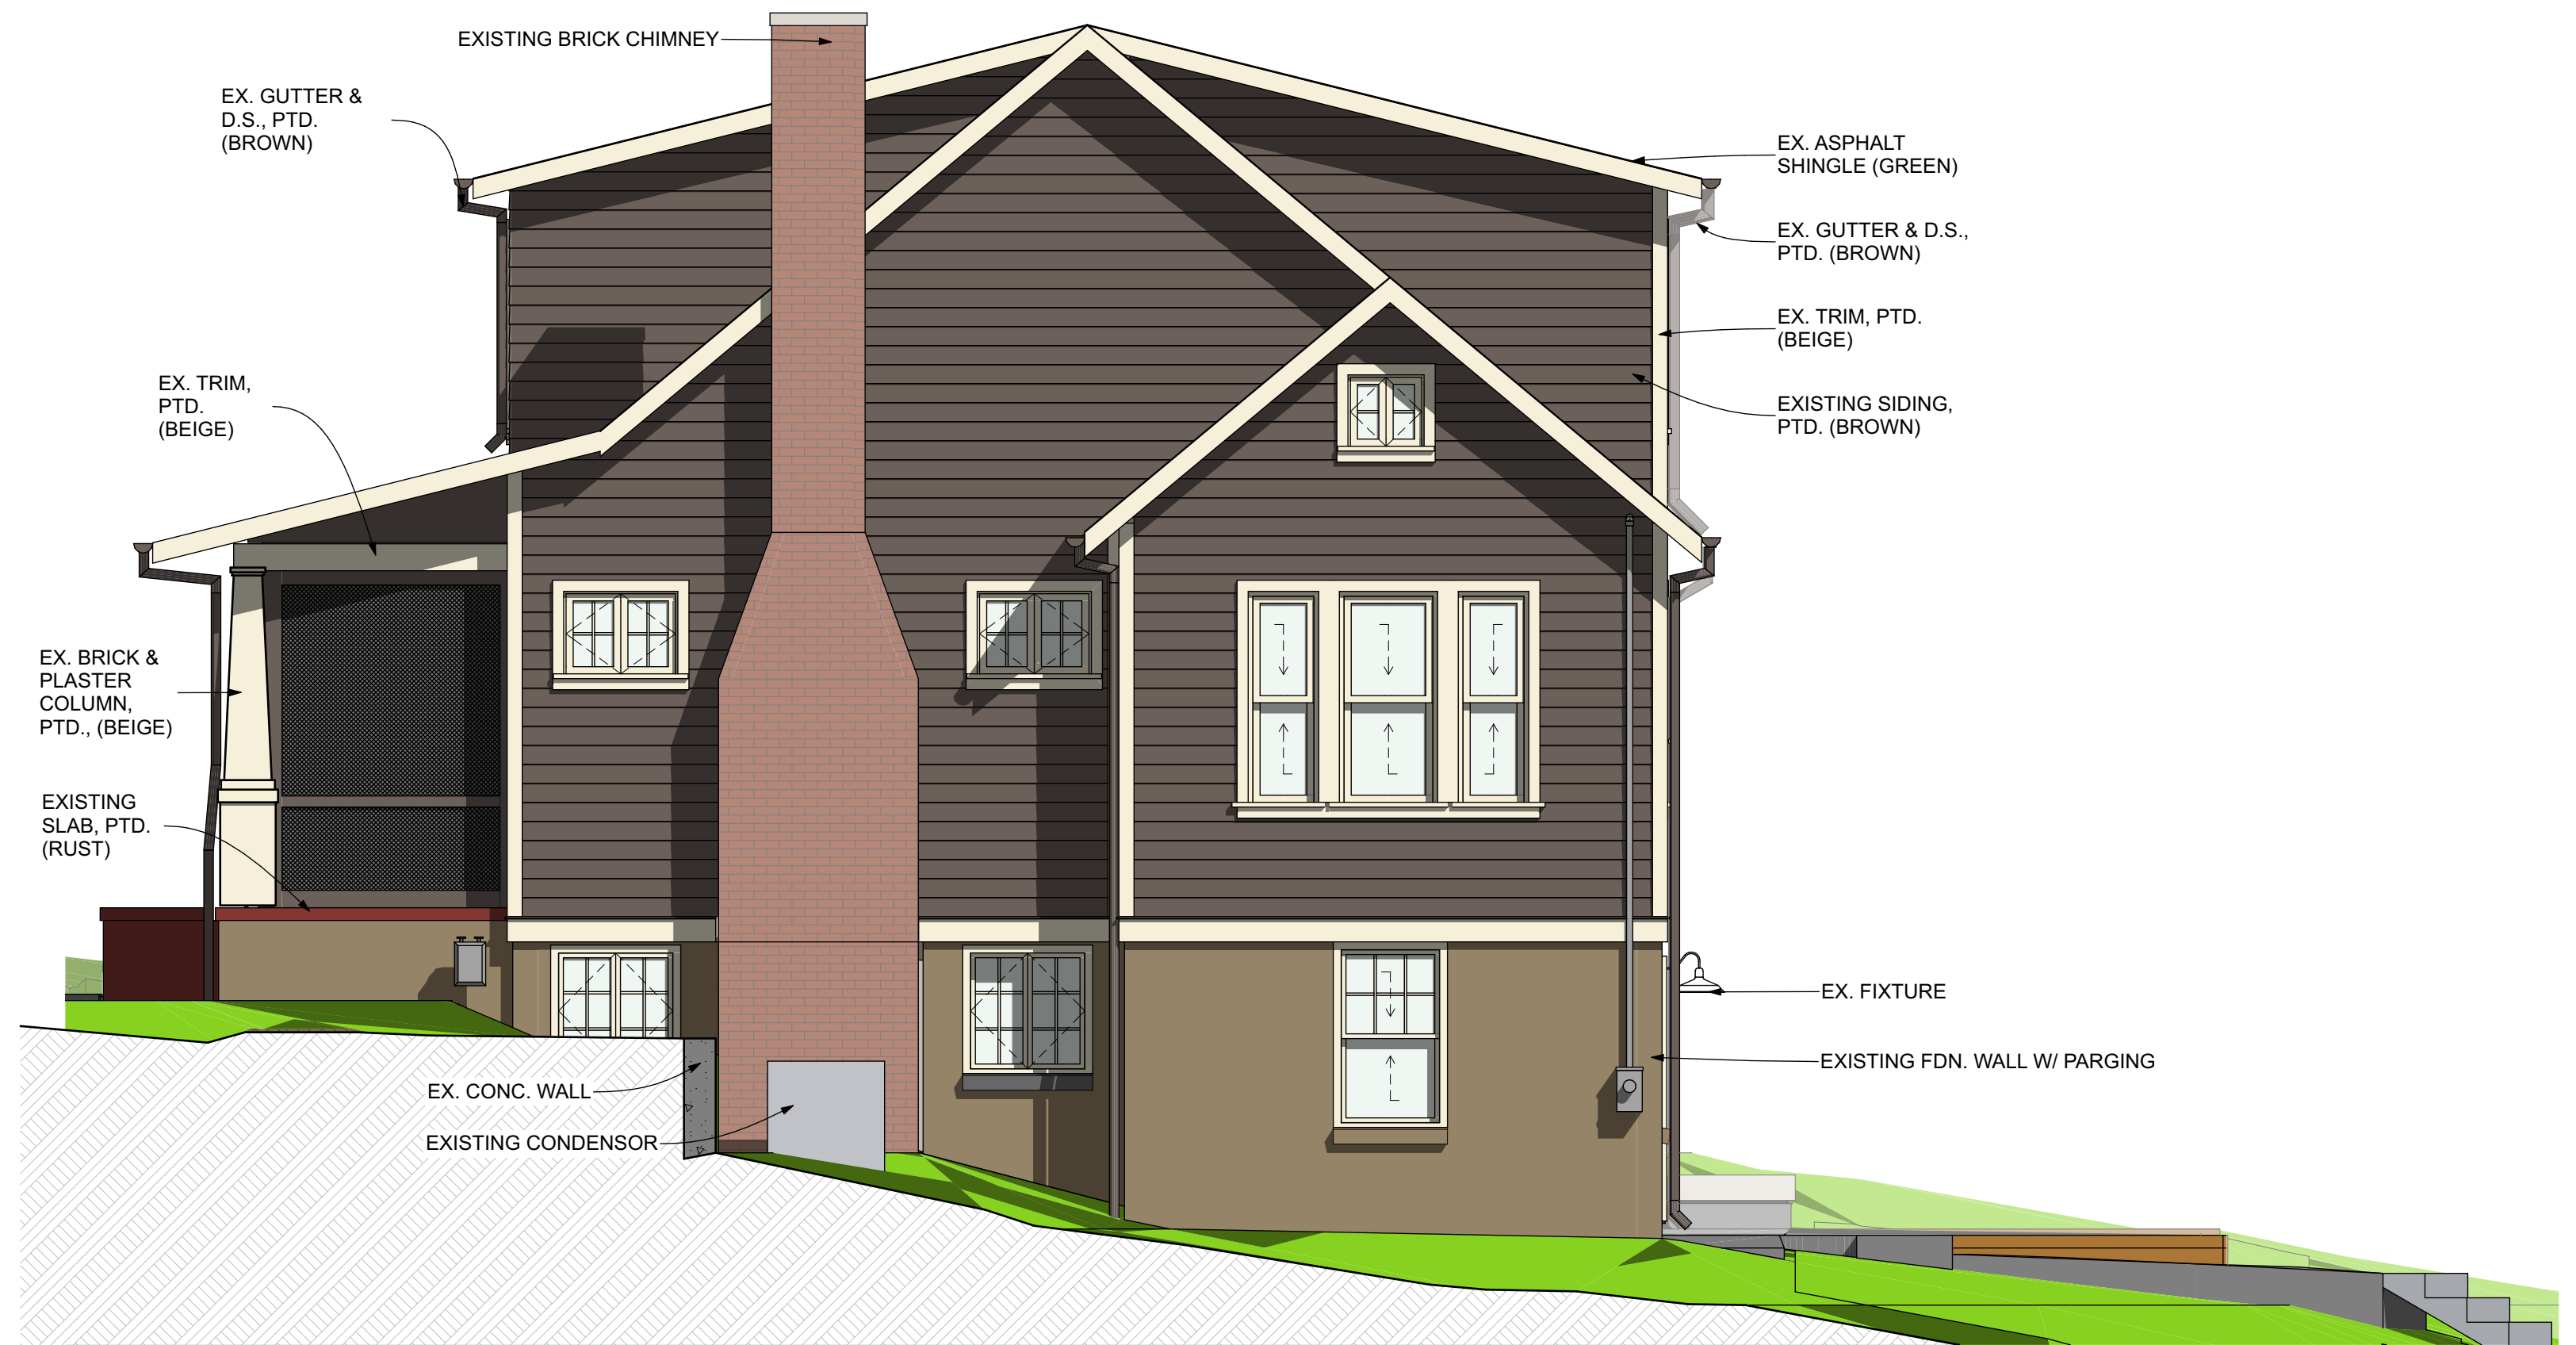 EXISTING BRICK CHIMNEY
EX. GUTTER &
D.S., PTD.
(BROWN)
EX. ASPHALT
SHINGLE (GREEN)
EX. GUTTER & D.S.,
PTD. (BROWN)
EX. TRIM, PTD.
(BEIGE)
EX. TRIM,
PTD.
(BEIGE)
EXISTING SIDING,
PTD. (BROWN)
EX. BRICK &
PLASTER
COLUMN,
PTD., (BEIGE)
EXISTING
SLAB, PTD.
(RUST)
EX. FIXTURE
EXISTING FDN. WALL W/ PARGING
EX. CONC. WALL
EXISTING CONDENSOR